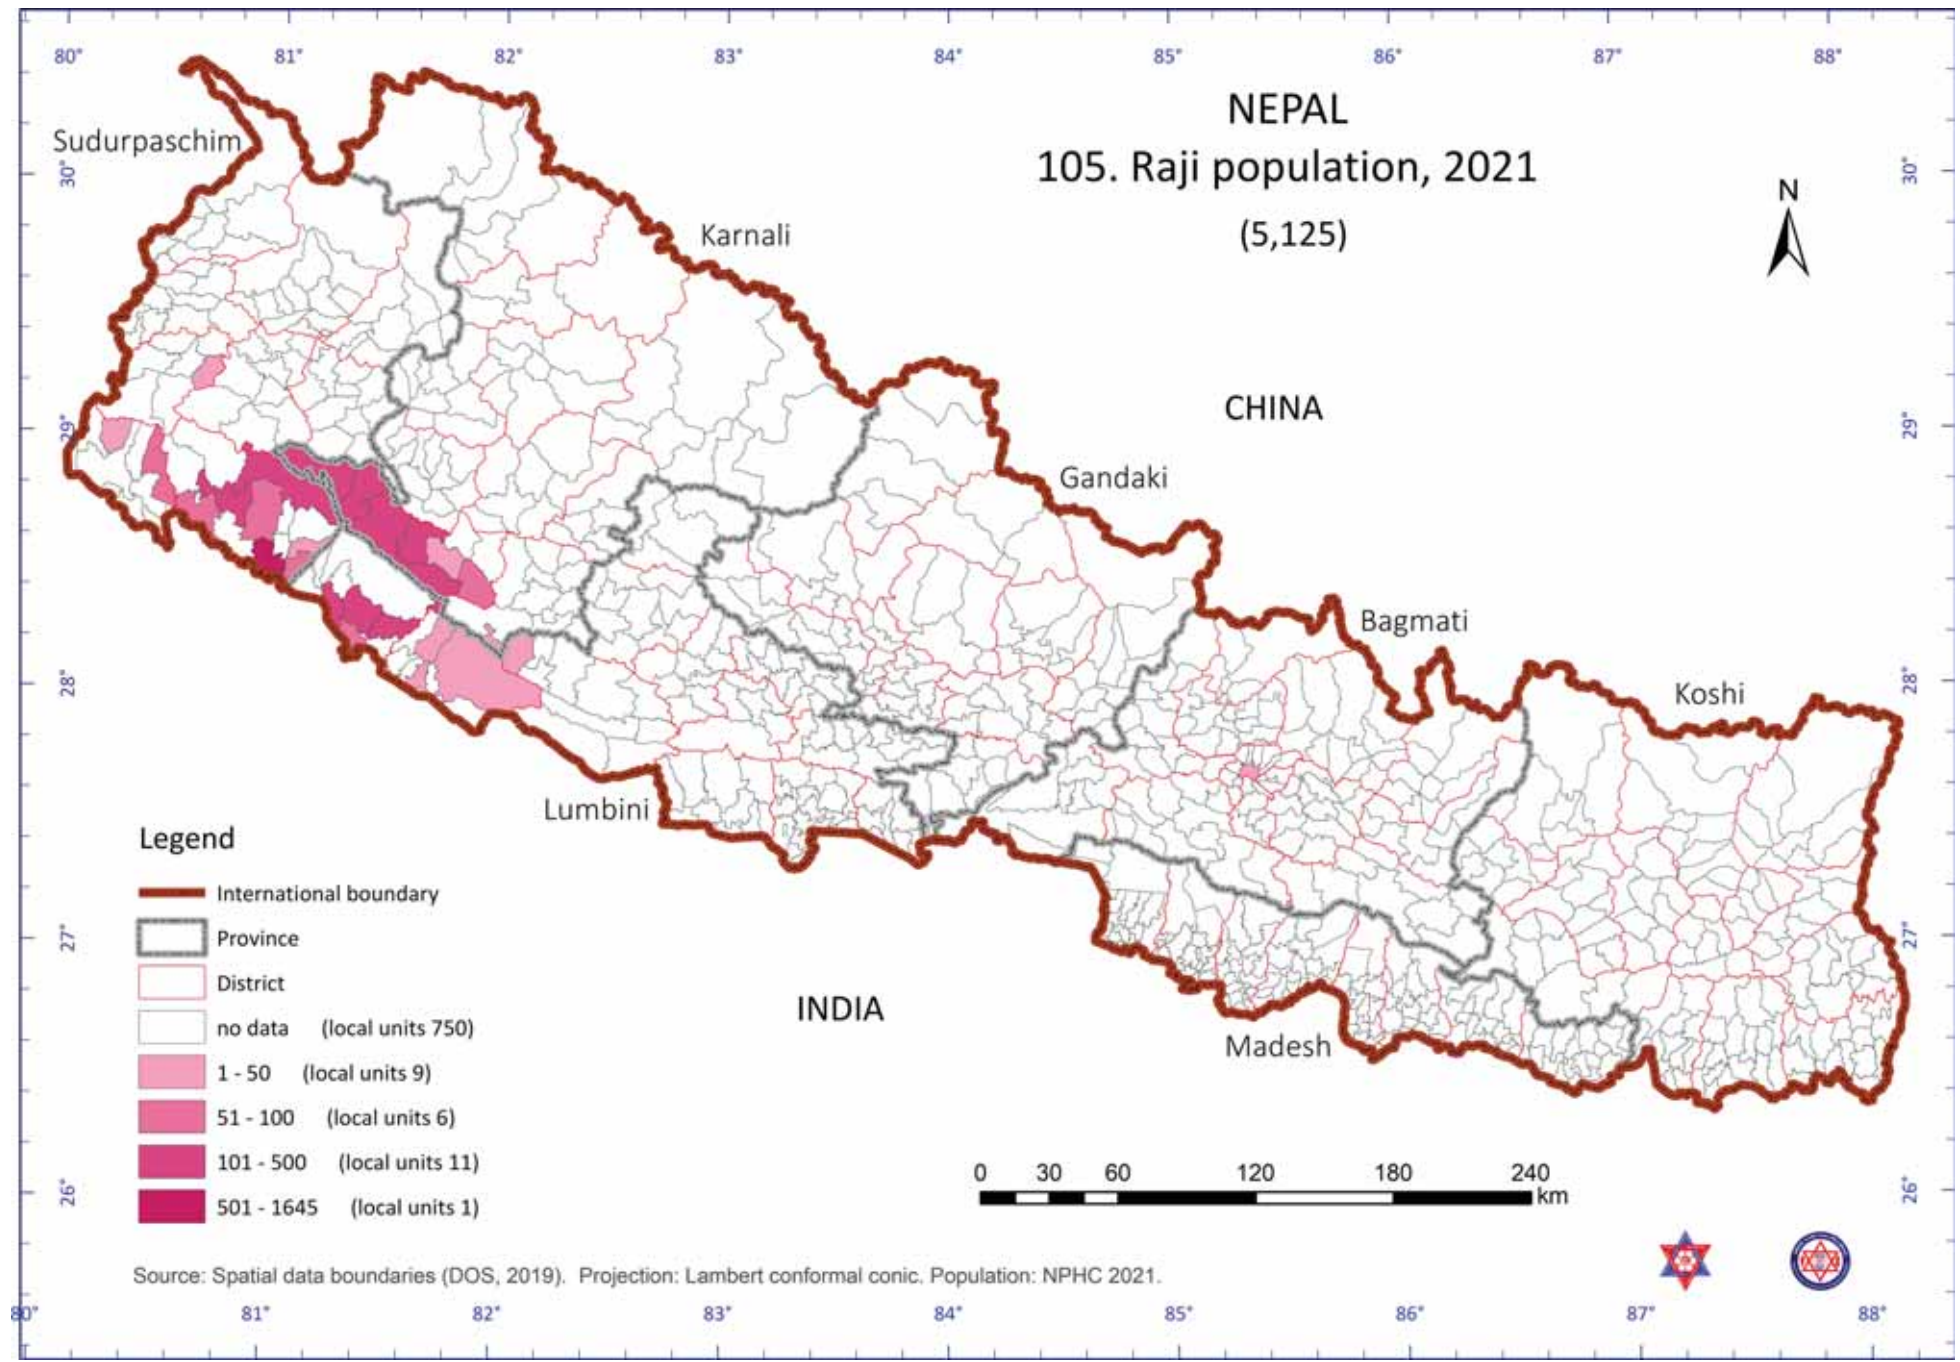 80° 81° 82° 83° 84° 85° 86° 87° 88°
NEPAL
105. Raji population, 2021
(5,125)
N
Sudurpaschim
30° 30°
Karnali
CHINA
29° 29°
Gandaki
Bagmati
28° 28°
Koshi
Lumbini
Legend
International boundary
Province
27° 27°
District
INDIA
no data (local units 750)
Madesh
1 - 50 (local units 9)
51 - 100 (local units 6)
101 - 500 (local units 11)
0 30 60 120 180 240
km
26° 26°
501 - 1645 (local units 1)
Source: Spatial data boundaries (DOS, 2019). Projection: Lambert conformal conic. Population: NPHC 2021.
80° 81° 82° 83° 84° 85° 86° 87° 88°